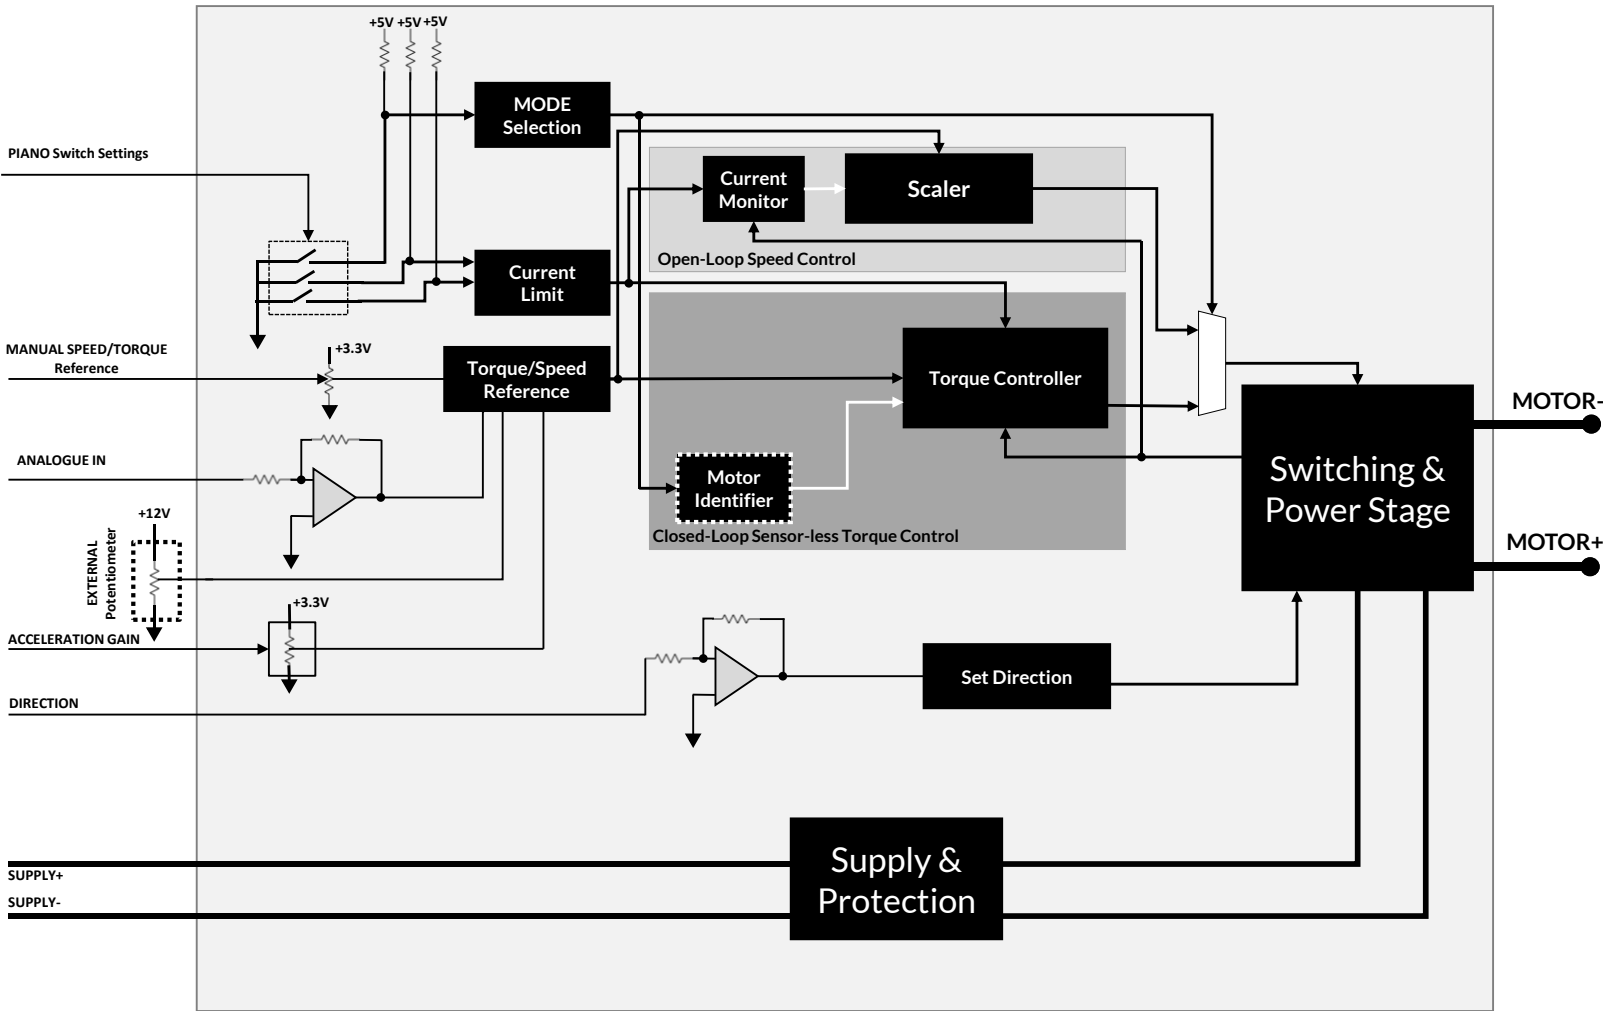 +5V +5V +5V
MODE
Selection
PIANO Switch Settings
Current
Monitor
Scaler
Open-Loop Speed Control
Current
Limit
MANUAL SPEED/TORQUE
Reference
+3.3V
Torque/Speed
Reference
Torque Controller
ANALOGUE IN
Motor
Identifier
Closed-Loop Sensor-less Torque Control
Switching &
Power Stage
MOTOR-
MOTOR+
+12V
EXTERNAL
Potentiometer
+3.3V
ACCELERATION GAIN
DIRECTION
Set Direction
Supply &
Protection
SUPPLY+
SUPPLY-